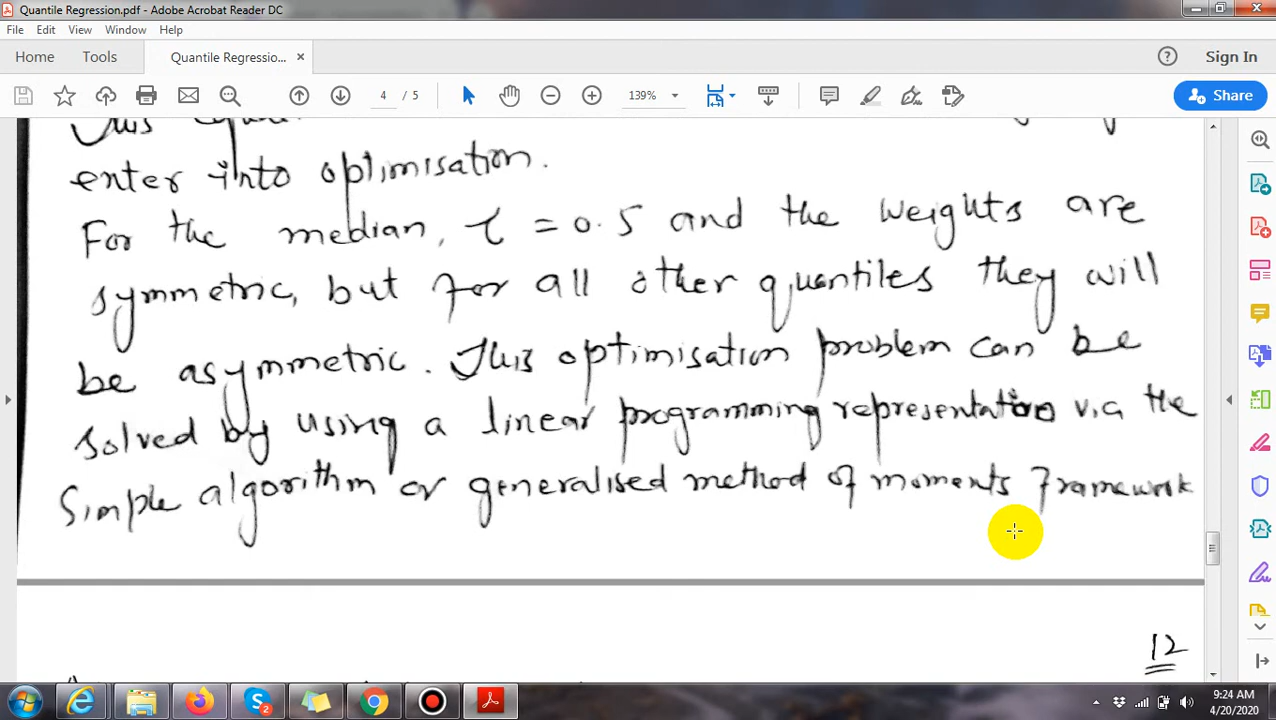 Quantile Regression.pdf - Adobe Acrobat Reader DC
File Edit View Window Help
Home Tools Quantile Regressio... × Sign In
4 / 5 139% Share
This
enter into optimisation.
For the median, τ = 0.5 and the weights are
symmetric, but for all other quantiles they will
be asymmetric. This optimisation problem can be
solved by using a linear programming representation via the
Simple algorithm or generalised method of moments Framework
12
9:24 AM
4/20/2020